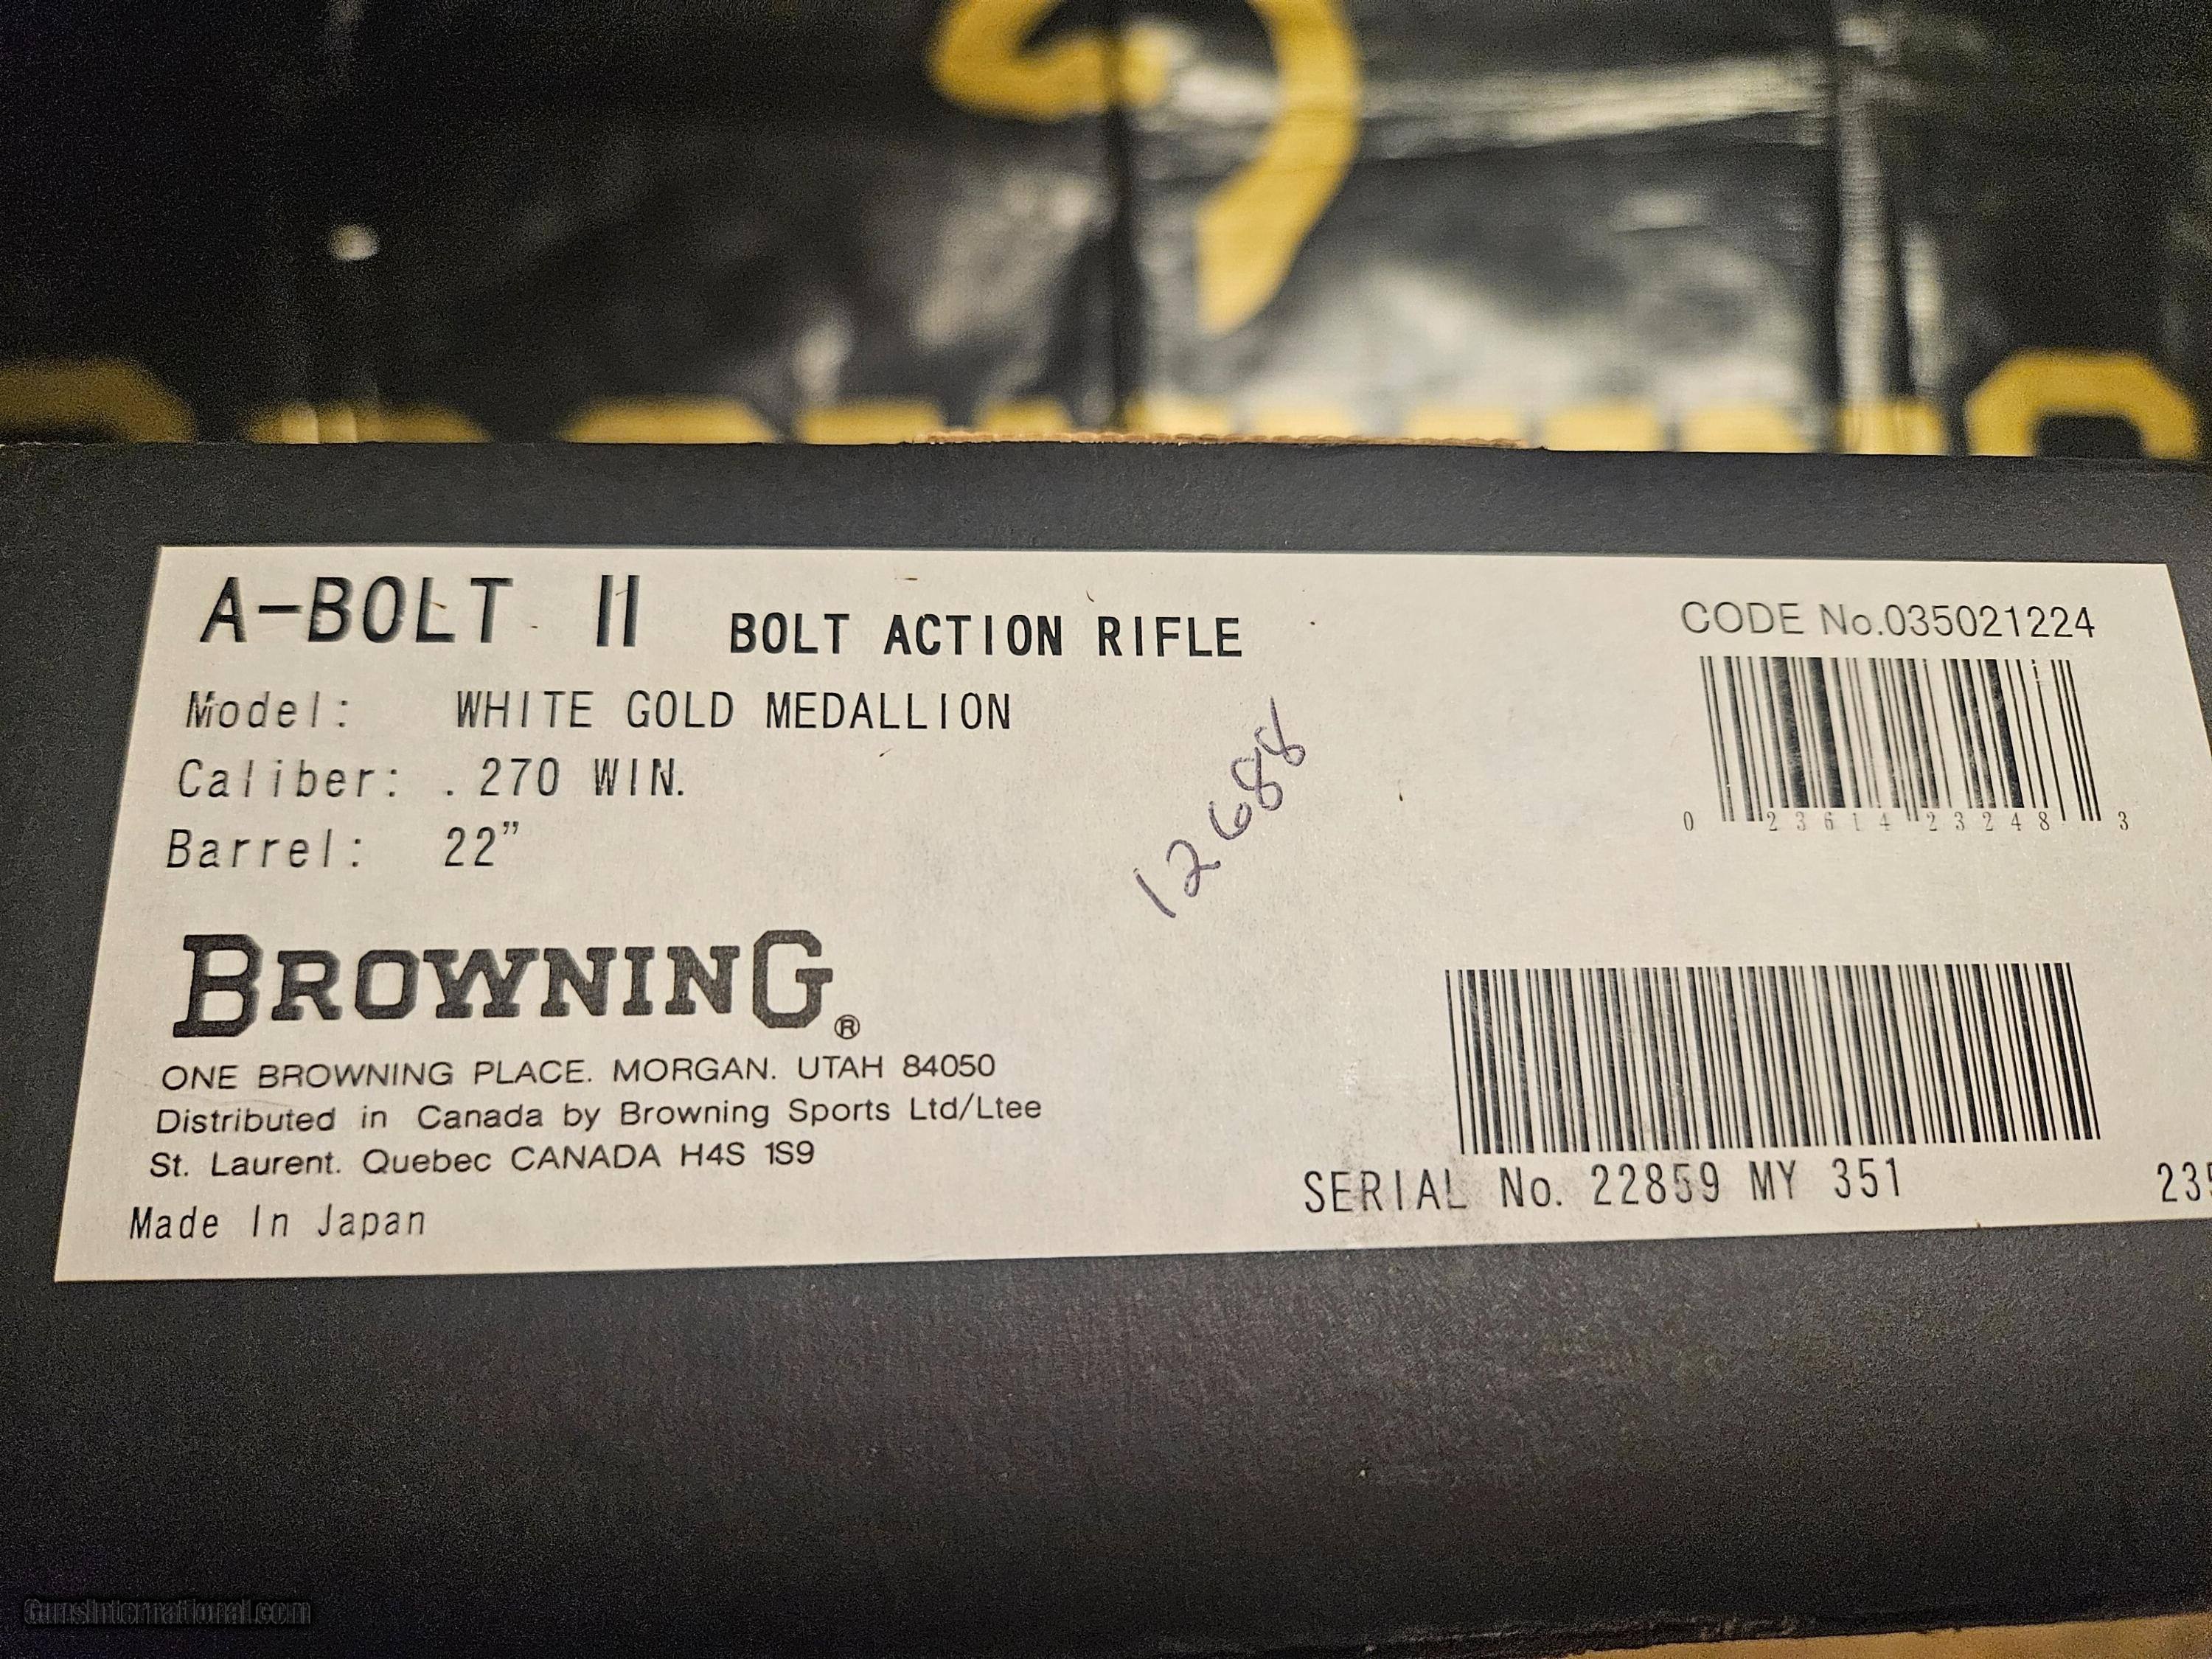 A-BOLT II BOLT ACTION RIFLE
CODE No.035021224
Model: WHITE GOLD MEDALLION
Caliber: .270 WIN.
Barrel: 22"
0 23614 23248 3
12688
BROWNING®
ONE BROWNING PLACE. MORGAN. UTAH 84050
Distributed in Canada by Browning Sports Ltd/Ltee
St. Laurent. Quebec CANADA H4S 1S9
Made In Japan
SERIAL No. 22859 MY 351
GunsInternational.com